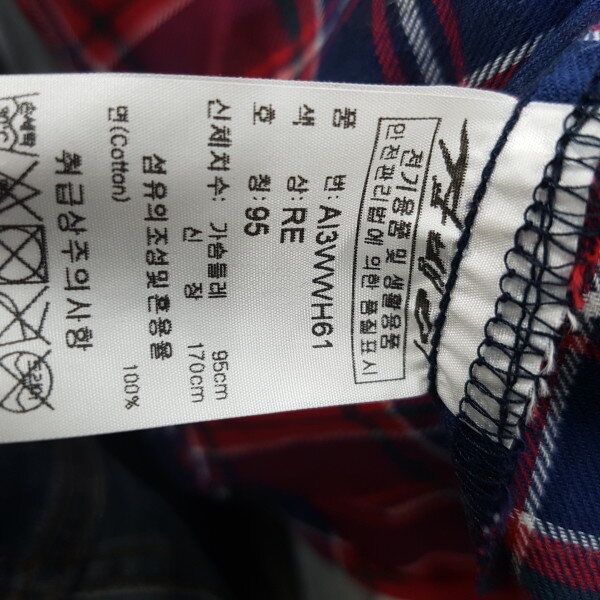 전기용품 및 생활용품
안전관리법에 의한 품질표시
품 번: AI3WWH61
색 상: RE
호 칭: 95
신체치수: 가슴둘레 95cm
신 장 170cm
섬유의 조성및혼용율
면(Cotton) 100%
취급상주의사항